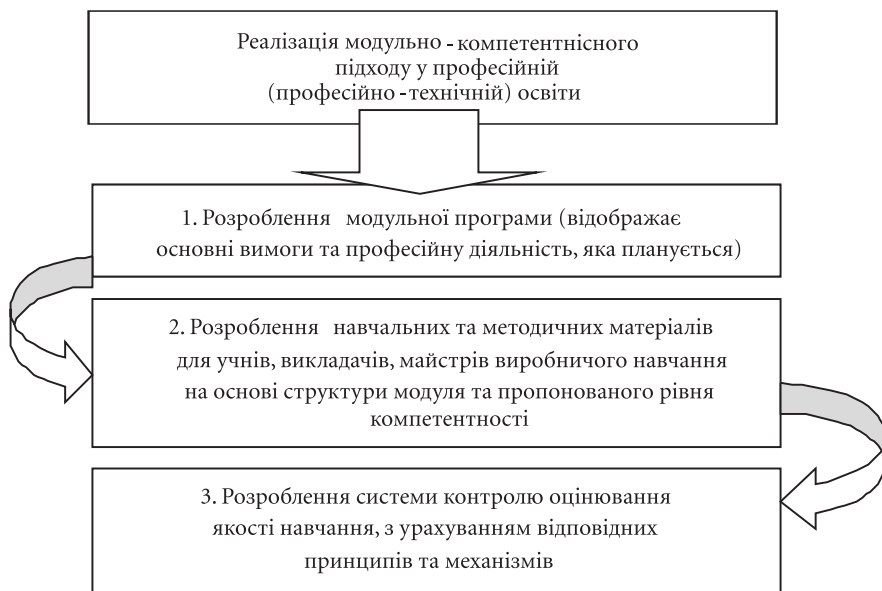 Реалізація модульно - компетентнісного
підходу у професійній
(професійно - технічній) освіти
1. Розроблення модульної програми (відображає
основні вимоги та професійну діяльність, яка планується)
2. Розроблення навчальних та методичних матеріалів
для учнів, викладачів, майстрів виробничого навчання
на основі структури модуля та пропонованого рівня
компетентності
3. Розроблення системи контролю оцінювання
якості навчання, з урахуванням відповідних
принципів та механізмів